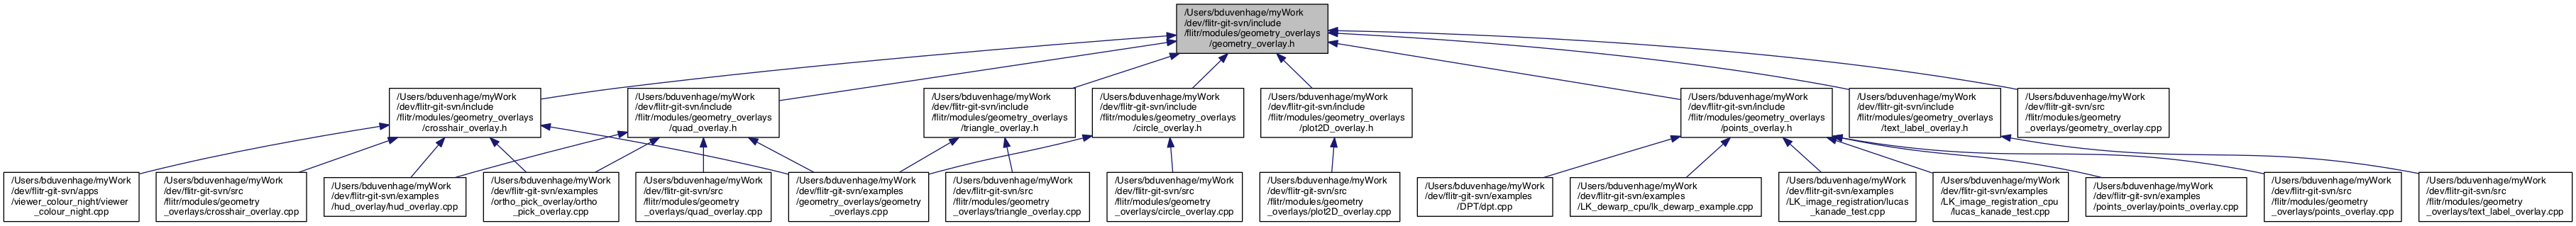 /Users/bduvenhage/myWork
/dev/flitr-git-svn/include
/flitr/modules/geometry_overlays
/geometry_overlay.h
/Users/bduvenhage/myWork
/dev/flitr-git-svn/include
/flitr/modules/geometry_overlays
/crosshair_overlay.h
/Users/bduvenhage/myWork
/dev/flitr-git-svn/include
/flitr/modules/geometry_overlays
/quad_overlay.h
/Users/bduvenhage/myWork
/dev/flitr-git-svn/include
/flitr/modules/geometry_overlays
/triangle_overlay.h
/Users/bduvenhage/myWork
/dev/flitr-git-svn/include
/flitr/modules/geometry_overlays
/circle_overlay.h
/Users/bduvenhage/myWork
/dev/flitr-git-svn/include
/flitr/modules/geometry_overlays
/plot2D_overlay.h
/Users/bduvenhage/myWork
/dev/flitr-git-svn/include
/flitr/modules/geometry_overlays
/points_overlay.h
/Users/bduvenhage/myWork
/dev/flitr-git-svn/include
/flitr/modules/geometry_overlays
/text_label_overlay.h
/Users/bduvenhage/myWork
/dev/flitr-git-svn/src
/flitr/modules/geometry
_overlays/geometry_overlay.cpp
/Users/bduvenhage/myWork
/dev/flitr-git-svn/apps
/viewer_colour_night/viewer
_colour_night.cpp
/Users/bduvenhage/myWork
/dev/flitr-git-svn/src
/flitr/modules/geometry
_overlays/crosshair_overlay.cpp
/Users/bduvenhage/myWork
/dev/flitr-git-svn/examples
/hud_overlay/hud_overlay.cpp
/Users/bduvenhage/myWork
/dev/flitr-git-svn/examples
/ortho_pick_overlay/ortho
_pick_overlay.cpp
/Users/bduvenhage/myWork
/dev/flitr-git-svn/src
/flitr/modules/geometry
_overlays/quad_overlay.cpp
/Users/bduvenhage/myWork
/dev/flitr-git-svn/examples
/geometry_overlays/geometry
_overlays.cpp
/Users/bduvenhage/myWork
/dev/flitr-git-svn/src
/flitr/modules/geometry
_overlays/triangle_overlay.cpp
/Users/bduvenhage/myWork
/dev/flitr-git-svn/src
/flitr/modules/geometry
_overlays/circle_overlay.cpp
/Users/bduvenhage/myWork
/dev/flitr-git-svn/src
/flitr/modules/geometry
_overlays/plot2D_overlay.cpp
/Users/bduvenhage/myWork
/dev/flitr-git-svn/examples
/DPT/dpt.cpp
/Users/bduvenhage/myWork
/dev/flitr-git-svn/examples
/LK_dewarp_cpu/lk_dewarp_example.cpp
/Users/bduvenhage/myWork
/dev/flitr-git-svn/examples
/LK_image_registration/lucas
_kanade_test.cpp
/Users/bduvenhage/myWork
/dev/flitr-git-svn/examples
/LK_image_registration_cpu
/lucas_kanade_test.cpp
/Users/bduvenhage/myWork
/dev/flitr-git-svn/examples
/points_overlay/points_overlay.cpp
/Users/bduvenhage/myWork
/dev/flitr-git-svn/src
/flitr/modules/geometry
_overlays/points_overlay.cpp
/Users/bduvenhage/myWork
/dev/flitr-git-svn/src
/flitr/modules/geometry
_overlays/text_label_overlay.cpp